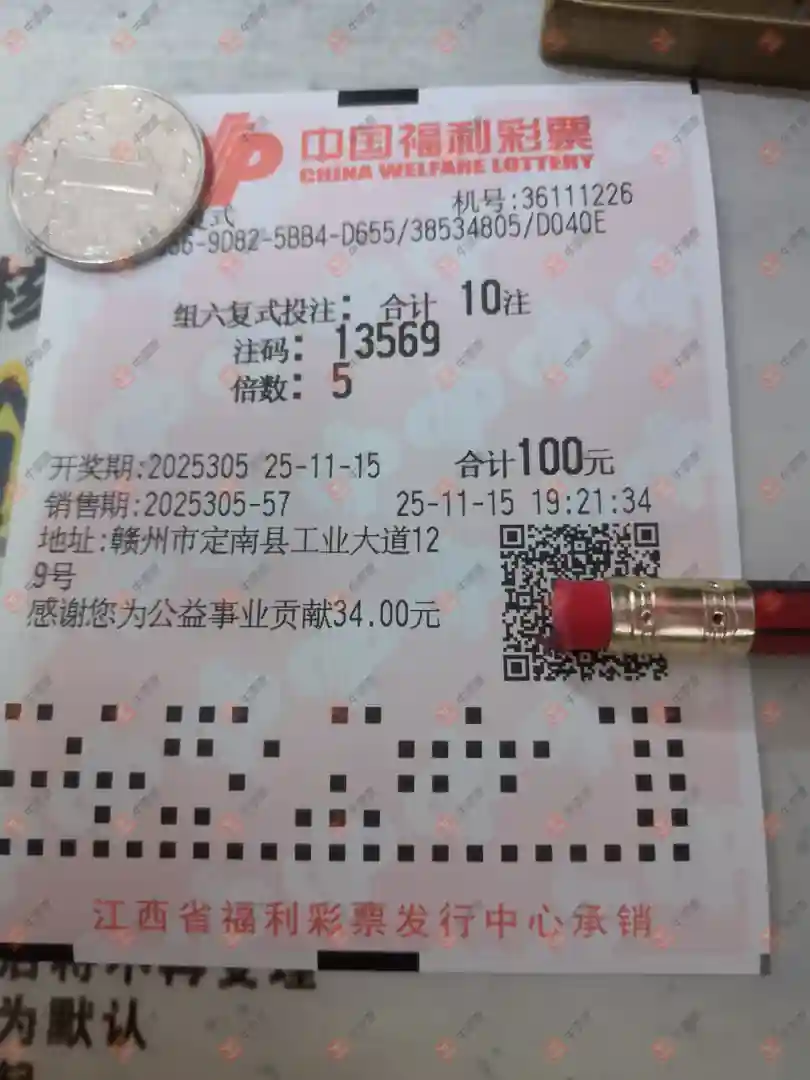 中国福利彩票
CHINA WELFARE LOTTERY
机号:36111226
复式
-9D82-5BB4-D655/38534805/D040E
组六复式投注: 合计 10注
注码: 13569
倍数: 5
开奖期:2025305 25-11-15 合计100元
销售期:2025305-57 25-11-15 19:21:34
地址:赣州市定南县工业大道12
9号
感谢您为公益事业贡献34.00元
江西省福利彩票发行中心承销
为默认